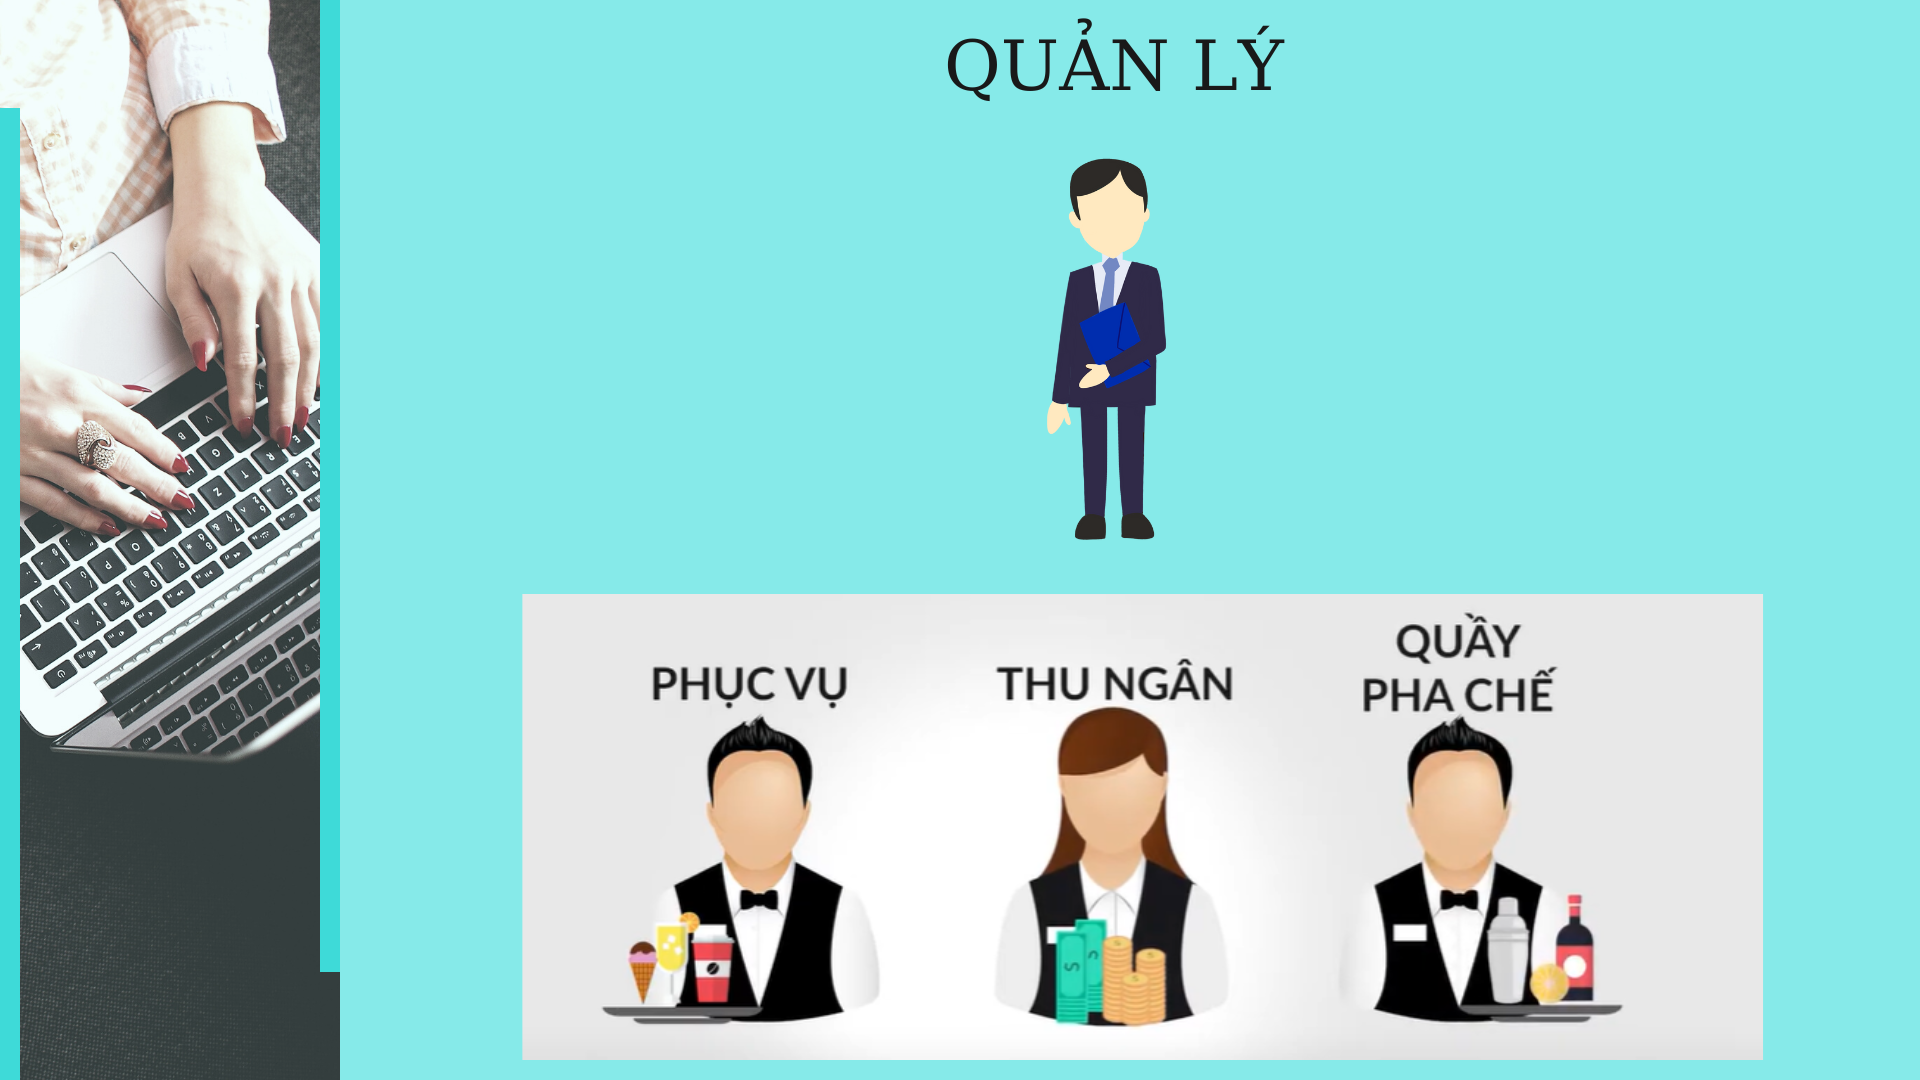 QUẢN LÝ
PHỤC VỤ
THU NGÂN
QUẦY
PHA CHẾ